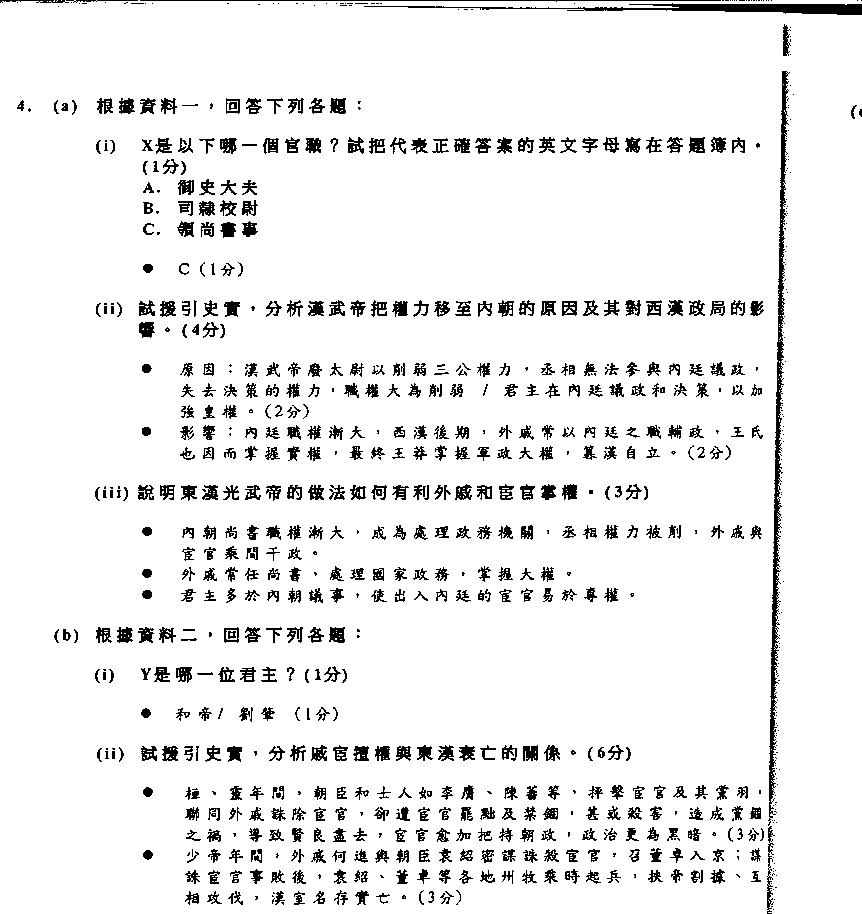 4. (a) 根據資料一，回答下列各題：
(i) X是以下哪一個官職？試把代表正確答案的英文字母寫在答題簿內。
(1分)
A. 御史大夫
B. 司隸校尉
C. 領尚書事
● C (1分)
(ii) 試援引史實，分析漢武帝把權力移至內朝的原因及其對西漢政局的影
響。(4分)
● 原因：漢武帝廢太尉以削弱三公權力，丞相無法參與內廷議政，
失去決策的權力，職權大為削弱 / 君主在內廷議政和決策，以加
強皇權。(2分)
● 影響：內廷職權漸大，西漢後期，外戚常以內廷之職輔政，王氏
也因而掌握實權，最終王莽掌握軍政大權，篡漢自立。(2分)
(iii) 說明東漢光武帝的做法如何有利外戚和宦官掌權。(3分)
● 內朝尚書職權漸大，成為處理政務機關，丞相權力被削，外戚與
宦官乘間干政。
● 外戚常任尚書，處理國家政務，掌握大權。
● 君主多於內朝議事，使出入內廷的宦官易於專權。
(b) 根據資料二，回答下列各題：
(i) Y是哪一位君主？(1分)
● 和帝/ 劉肇 (1分)
(ii) 試援引史實，分析戚宦擅權與東漢衰亡的關係。(6分)
● 桓、靈年間，朝臣和士人如李膺、陳蕃等，抨擊宦官及其黨羽，
聯同外戚誅除宦官，卻遭宦官罷黜及禁錮，甚或殺害，造成黨錮
之禍，導致賢良盡去，宦官愈加把持朝政，政治更為黑暗。(3分)
● 少帝年間，外戚何進與朝臣袁紹密謀誅殺宦官，召董卓入京；謀
誅宦官事敗後，袁紹、董卓等各地州牧乘時起兵，挾帝割據、互
相攻伐，漢室名存實亡。(3分)